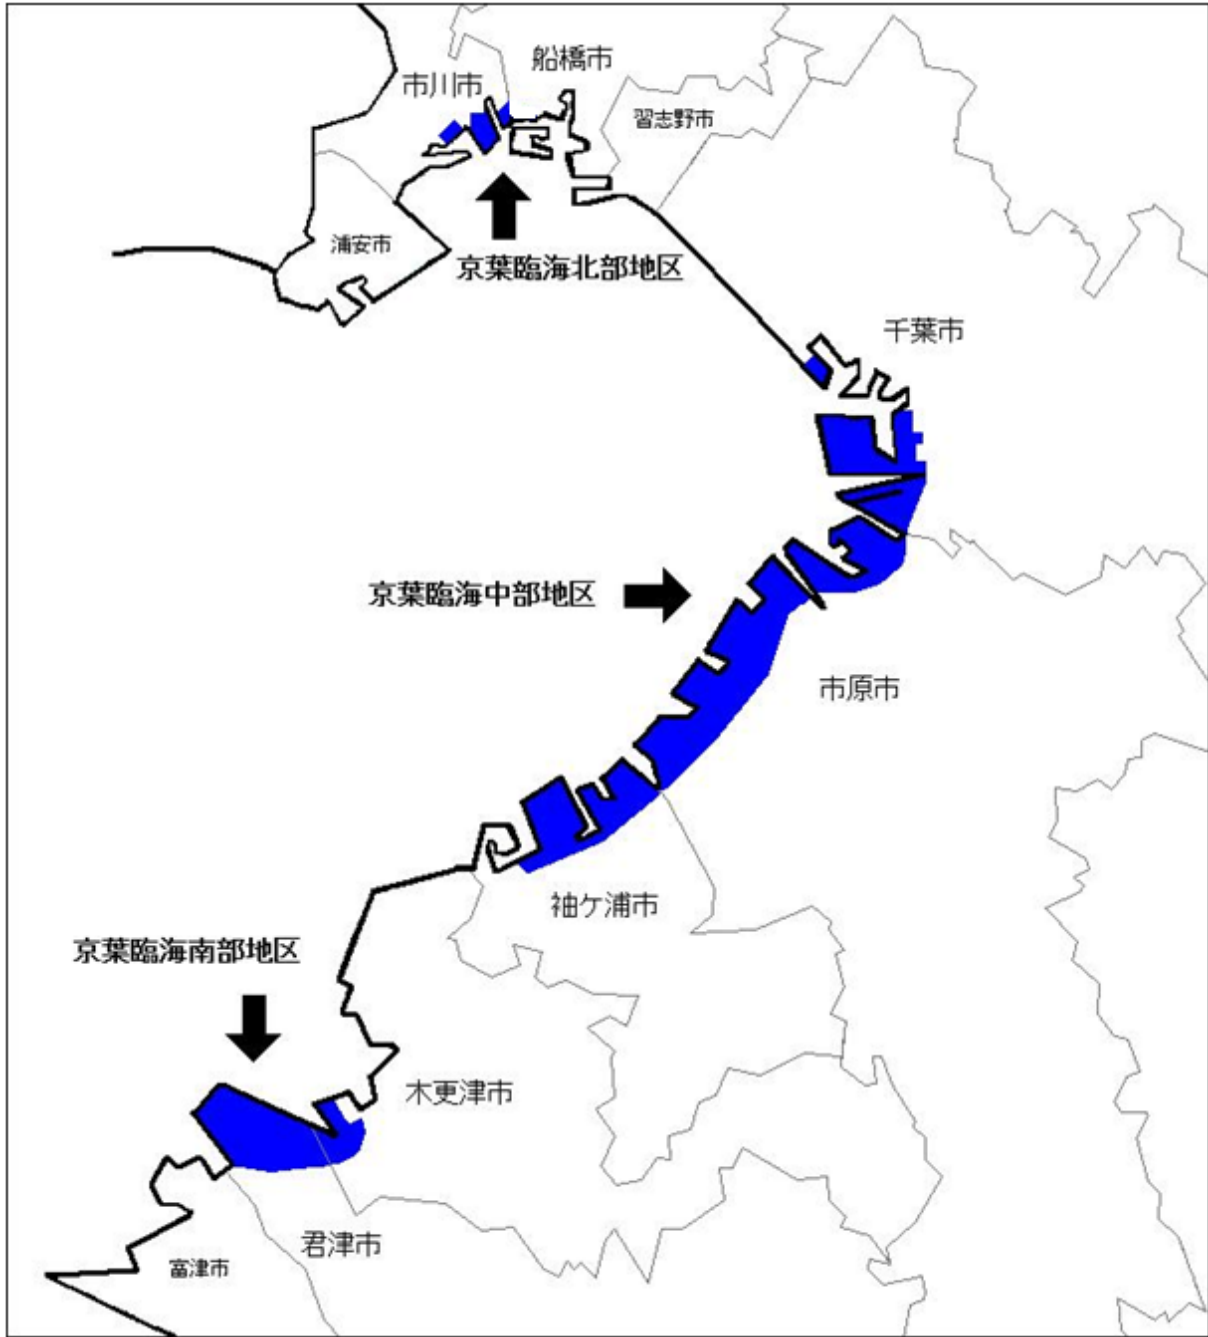 船橋市
市川市
習志野市
浦安市
京葉臨海北部地区
千葉市
京葉臨海中部地区
市原市
袖ケ浦市
京葉臨海南部地区
木更津市
君津市
富津市